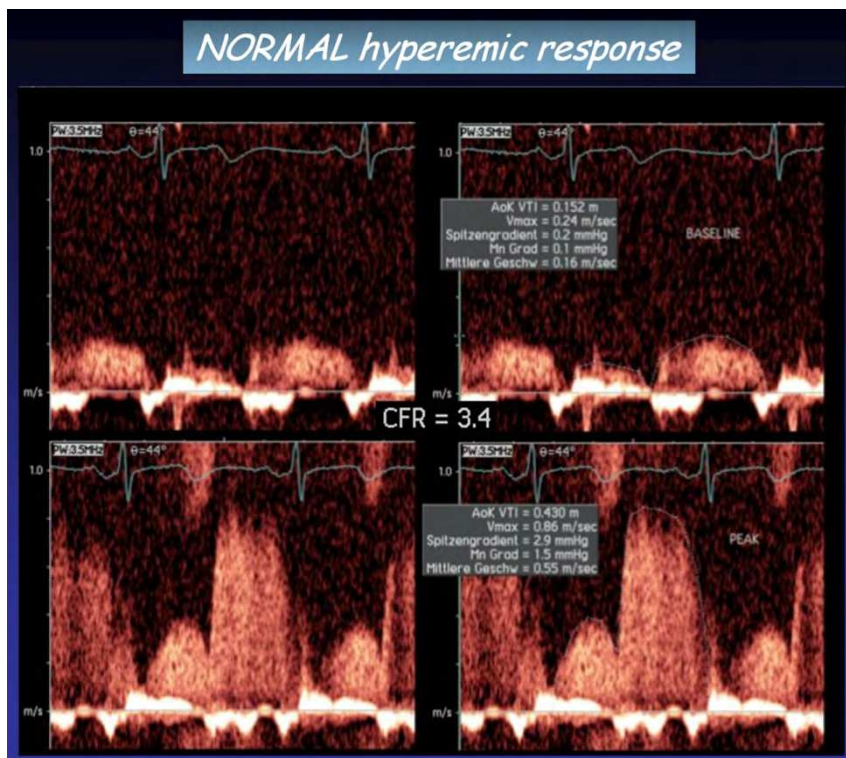 NORMAL hyperemic response
PW:3.5MHz θ=44°
1.0
m/s
PW:3.5MHz θ=44°
1.0
AoK VTI = 0.152 m
Vmax = 0.24 m/sec
Spitzengradient = 0.2 mmHg
Mn Grad = 0.1 mmHg
Mittlere Geschw = 0.16 m/sec
BASELINE
m/s
CFR = 3.4
PW:3.5MHz θ=44°
1.0
m/s
PW:3.5MHz θ=44°
1.0
AoK VTI = 0.430 m
Vmax = 0.86 m/sec
Spitzengradient = 2.9 mmHg
Mn Grad = 1.5 mmHg
Mittlere Geschw = 0.55 m/sec
PEAK
m/s